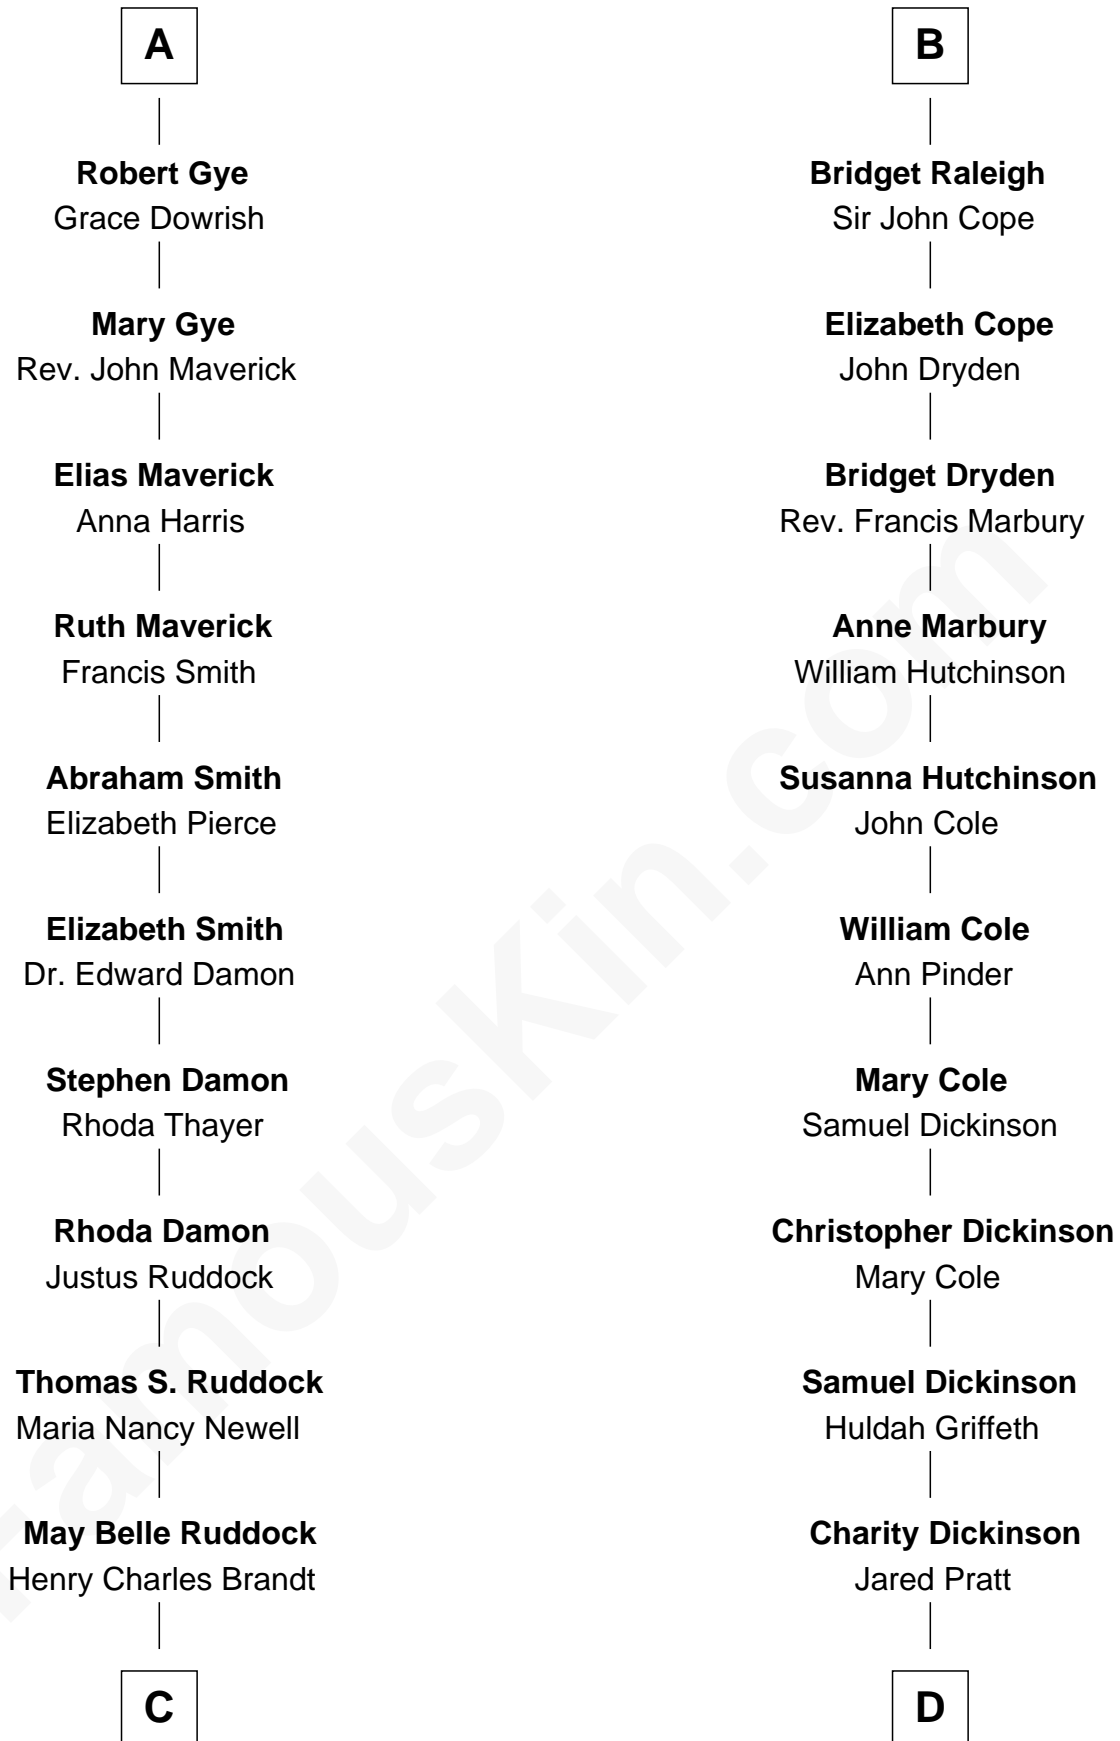 A
Robert Gye
Grace Dowrish
Mary Gye
Rev. John Maverick
Elias Maverick
Anna Harris
Ruth Maverick
Francis Smith
Abraham Smith
Elizabeth Pierce
Elizabeth Smith
Dr. Edward Damon
Stephen Damon
Rhoda Thayer
Rhoda Damon
Justus Ruddock
Thomas S. Ruddock
Maria Nancy Newell
May Belle Ruddock
Henry Charles Brandt
C
B
Bridget Raleigh
Sir John Cope
Elizabeth Cope
John Dryden
Bridget Dryden
Rev. Francis Marbury
Anne Marbury
William Hutchinson
Susanna Hutchinson
John Cole
William Cole
Ann Pinder
Mary Cole
Samuel Dickinson
Christopher Dickinson
Mary Cole
Samuel Dickinson
Huldah Griffeth
Charity Dickinson
Jared Pratt
D
FamousKin.com